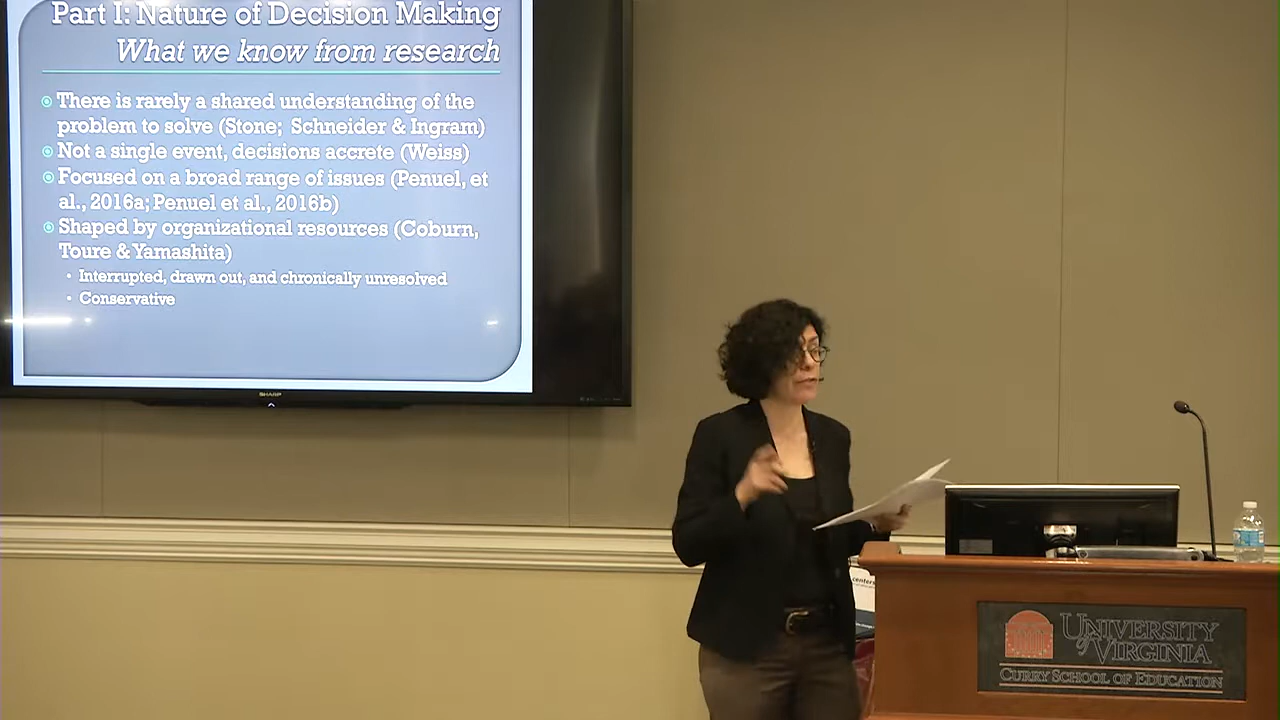 Part I: Nature of Decision Making
What we know from research
There is rarely a shared understanding of the
problem to solve (Stone; Schneider & Ingram)
Not a single event, decisions accrete (Weiss)
Focused on a broad range of issues (Penuel, et
al., 2016a; Penuel et al., 2016b)
Shaped by organizational resources (Coburn,
Toure & Yamashita)
• Interrupted, drawn out, and chronically unresolved
• Conservative
SHARP
centers
UNIVERSITY
of VIRGINIA
CURRY SCHOOL OF EDUCATION